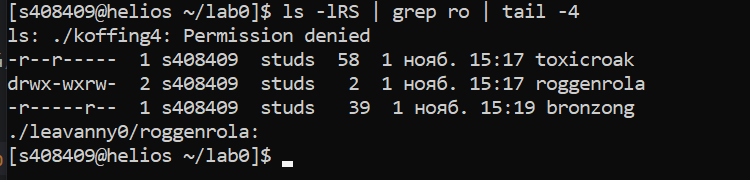 [s408409@helios ~/lab0]$ ls -lRS | grep ro | tail -4
ls: ./koffing4: Permission denied
-r--r-----  1 s408409  studs  58  1 нояб. 15:17 toxicroak
drwx-wxrw-  2 s408409  studs   2  1 нояб. 15:17 roggenrola
-r-----r--  1 s408409  studs   39  1 нояб. 15:19 bronzong
./leavanny0/roggenrola:
[s408409@helios ~/lab0]$